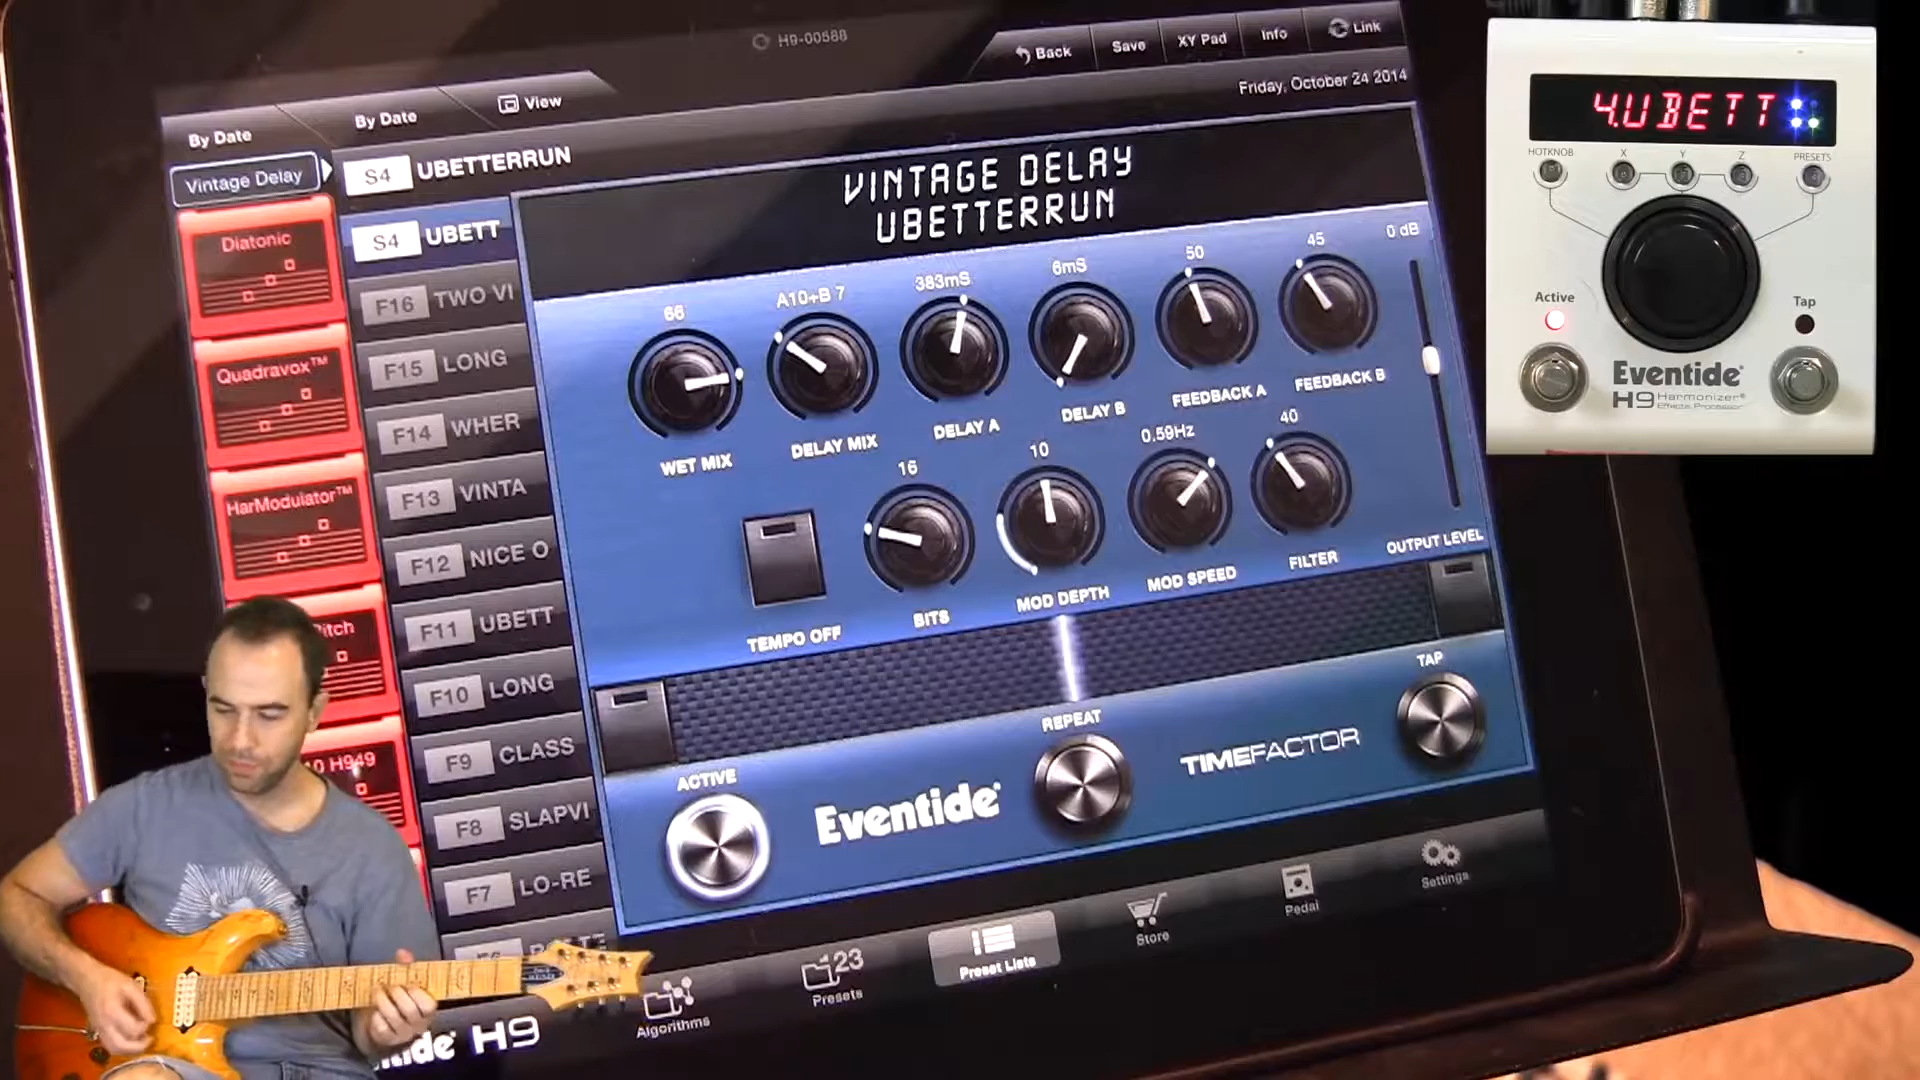 H9-00588
Back
Save
XY Pad
Info
Link
Friday, October 24 2014
By Date
By Date
View
Vintage Delay
S4 UBETTERRUN
VINTAGE DELAY
UBETTERRUN
Diatonic
Quadravox™
HarModulator™
Pitch
H949
S4 UBETT
F16 TWO VI
F15 LONG
F14 WHER
F13 VINTA
F12 NICE O
F11 UBETT
F10 LONG
F9 CLASS
F8 SLAPVI
F7 LO-RE
66
A10+B 7
383mS
6mS
50
45
0 dB
WET MIX
DELAY MIX
DELAY A
DELAY B
FEEDBACK A
FEEDBACK B
16
10
0.59Hz
40
TEMPO OFF
BITS
MOD DEPTH
MOD SPEED
FILTER
OUTPUT LEVEL
ACTIVE
REPEAT
TAP
Eventide®
TIMEFACTOR
Algorithms
23
Presets
Preset Lists
Store
Pedal
Settings
H9
4.UBETT
HOTKNOB
X
Y
Z
PRESETS
Active
Tap
Eventide®
H9 Harmonizer®
Effects Processor